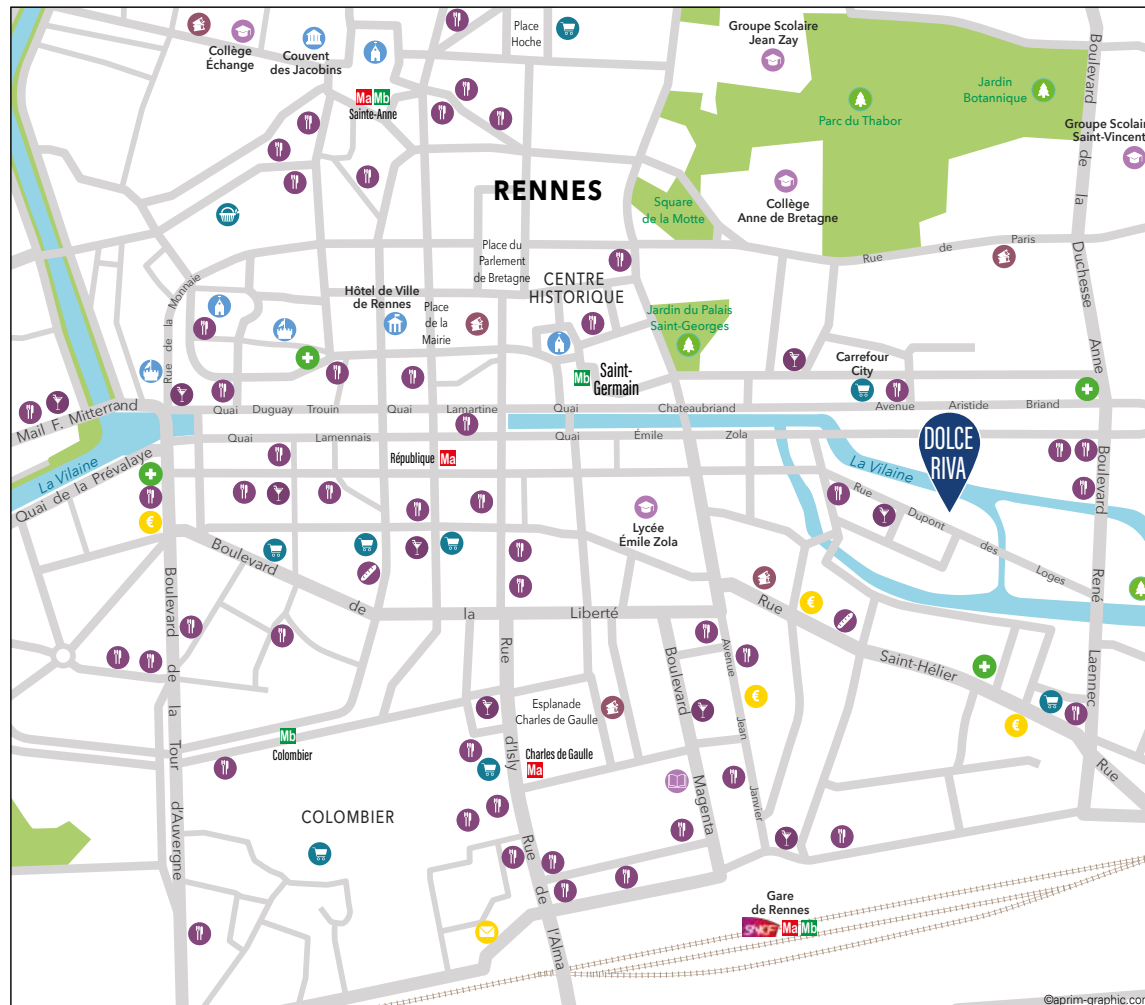 Place
Hoche
Groupe Scolaire
Jean Zay
Collège
Échange
Couvent
des Jacobins
Boulevard
de
la
Duchesse
Anne
Jardin
Botannique
Ma Mb
Sainte-Anne
Parc du Thabor
Groupe Scolaire
Saint-Vincent
RENNES
Square
de la Motte
Collège
Anne de Bretagne
Place du
Parlement
de Bretagne
Rue de Paris
CENTRE
HISTORIQUE
Rue de la Monnaie
Hôtel de Ville
de Rennes
Place
de la
Mairie
Jardin du Palais
Saint-Georges
Mb
Saint-
Germain
Carrefour
City
Mail F. Mitterrand
Quai Duguay Trouin Quai Lamartine Quai Chateaubriand Avenue Aristide Briand
Quai Lamennais Quai Émile Zola
DOLCE
RIVA
La Vilaine
Quai de la Prévalaye
République Ma
La Vilaine
Rue Dupont des Loges
Lycée
Émile Zola
Boulevard de la Liberté
Boulevard René Laennec
Rue Saint-Hélier Rue
Boulevard de la Tour d'Auvergne
Rue d'Isly
Boulevard Magenta
Avenue Jean Janvier
Esplanade
Charles de Gaulle
Mb
Colombier
Charles de Gaulle
Ma
COLOMBIER
Rue de l'Alma
Gare
de Rennes
SNCF Ma Mb
€
€
€
€
©aprim-graphic.com